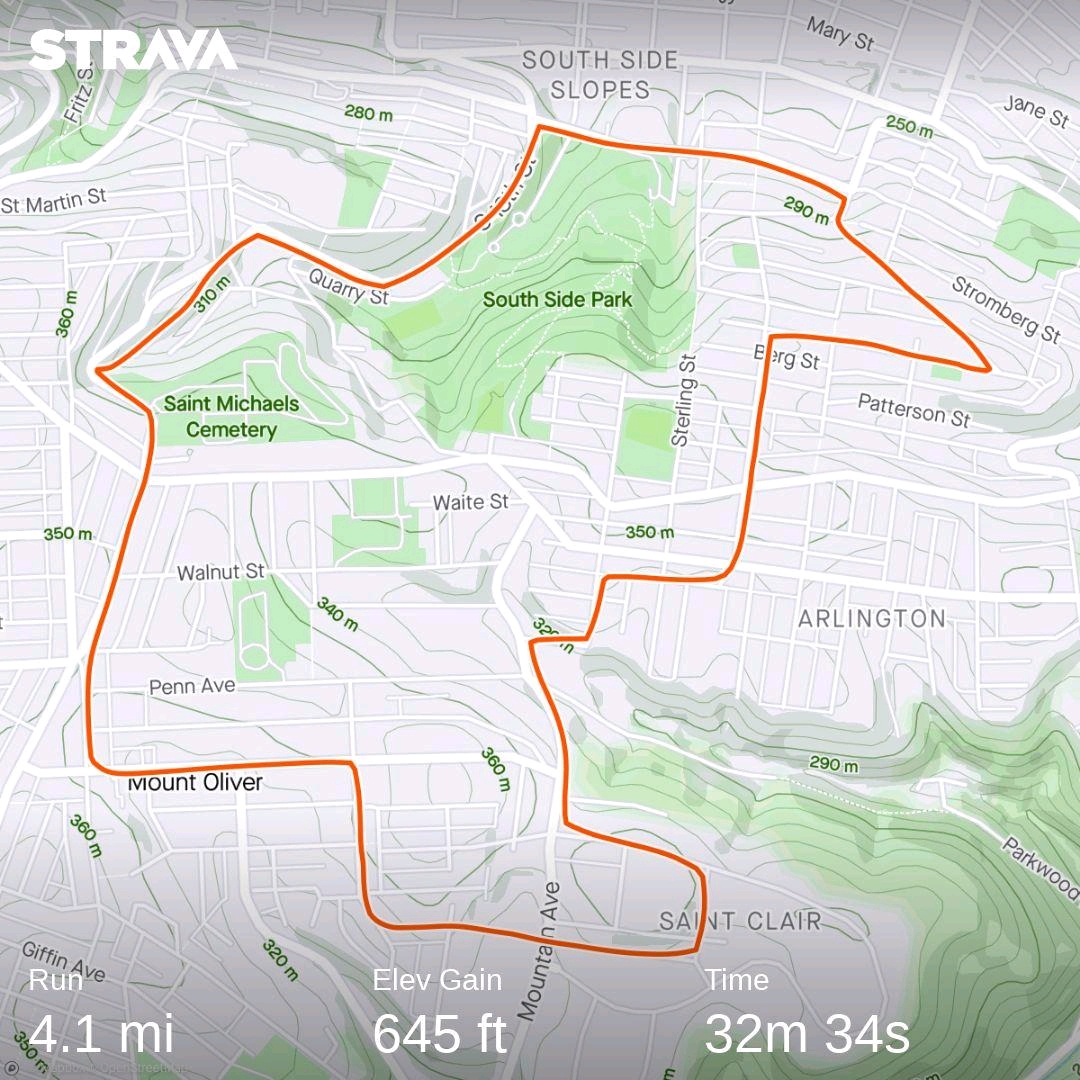 STRAVA
Mary St
SOUTH SIDE
SLOPES
Fritz St
Jane St
280 m
250 m
St Martin St
290 m
310 m
Quarry St
South Side Park
360 m
Stromberg St
Berg St
Sterling St
Patterson St
Saint Michaels
Cemetery
Waite St
350 m
350 m
Walnut St
340 m
ARLINGTON
320 m
Penn Ave
360 m
290 m
Mount Oliver
360 m
Parkwood
Mountain Ave
SAINT CLAIR
Giffin Ave
320 m
Run
Elev Gain
Time
4.1 mi
645 ft
32m 34s
350 m
OpenStreetMap